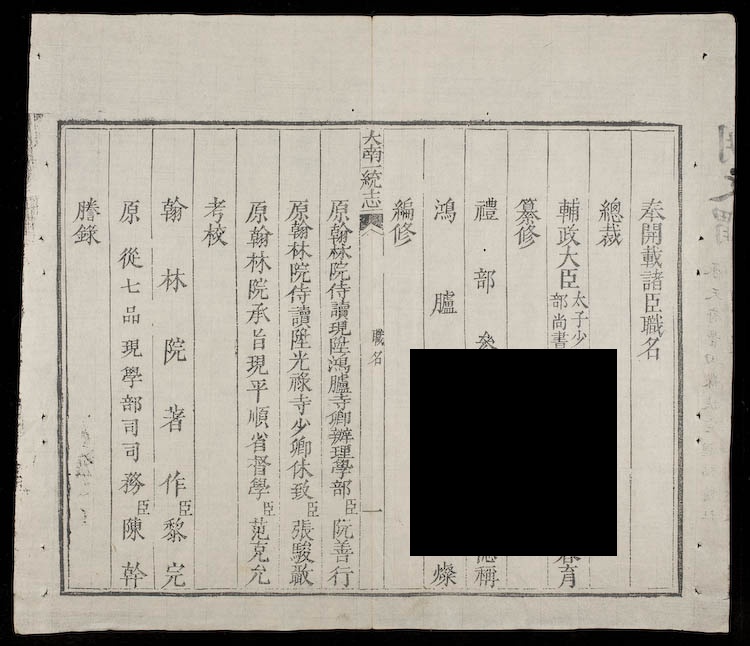 奉開載諸臣職名
總裁
輔政大臣太子少部尚書育
纂修
禮部參稱
鴻臚燦
編修
大南一統志 職名 一
原翰林院侍讀現陞鴻臚寺卿辦理學部臣阮善行
原翰林院侍讀陞光祿寺少卿休致臣張駿
原翰林院承旨現平順省督學臣范克允
考校
翰林院著作臣黎完
原從七品現學部司司務臣陳幹
謄錄